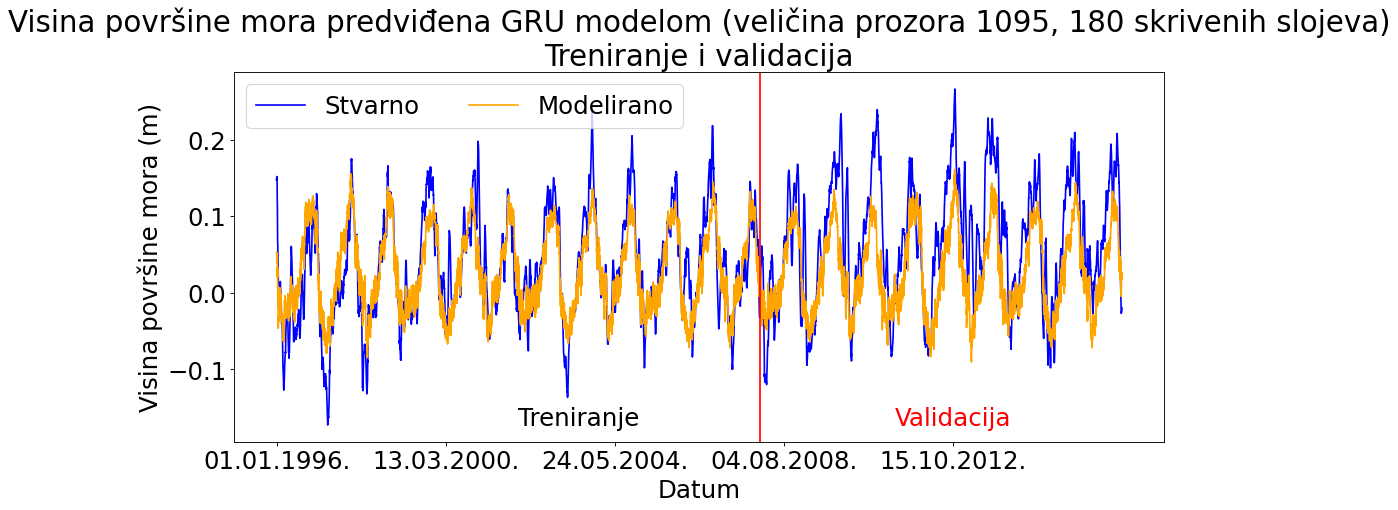 Visina površine mora predviđena GRU modelom (veličina prozora 1095, 180 skrivenih slojeva)
Treniranje i validacija
Stvarno
Modelirano
Visina površine mora (m)
0.2
0.1
0.0
−0.1
Treniranje
Validacija
01.01.1996.
13.03.2000.
24.05.2004.
04.08.2008.
15.10.2012.
Datum